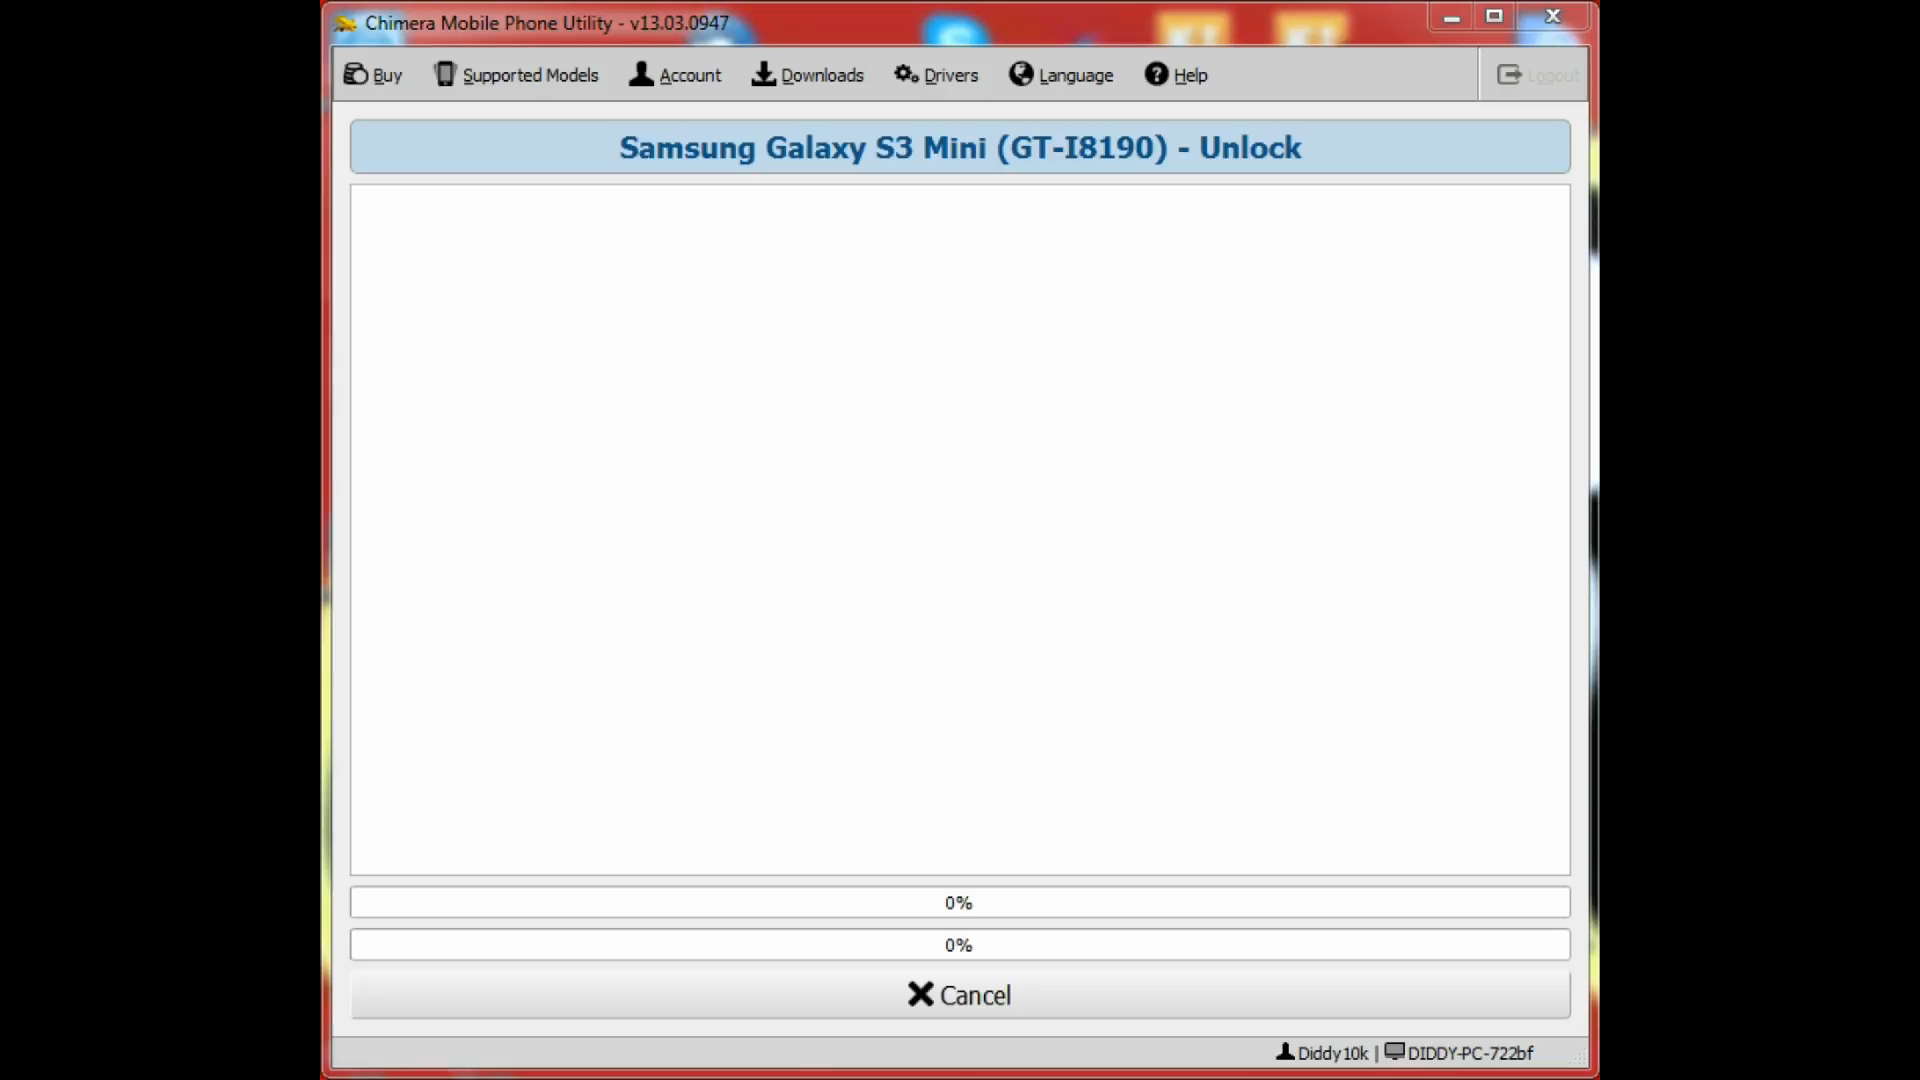 Chimera Mobile Phone Utility - v13.03.0947
Buy Supported Models Account Downloads Drivers Language Help Logout
Samsung Galaxy S3 Mini (GT-I8190) - Unlock
0%
0%
Cancel
Diddy10k | DIDDY-PC-722bf